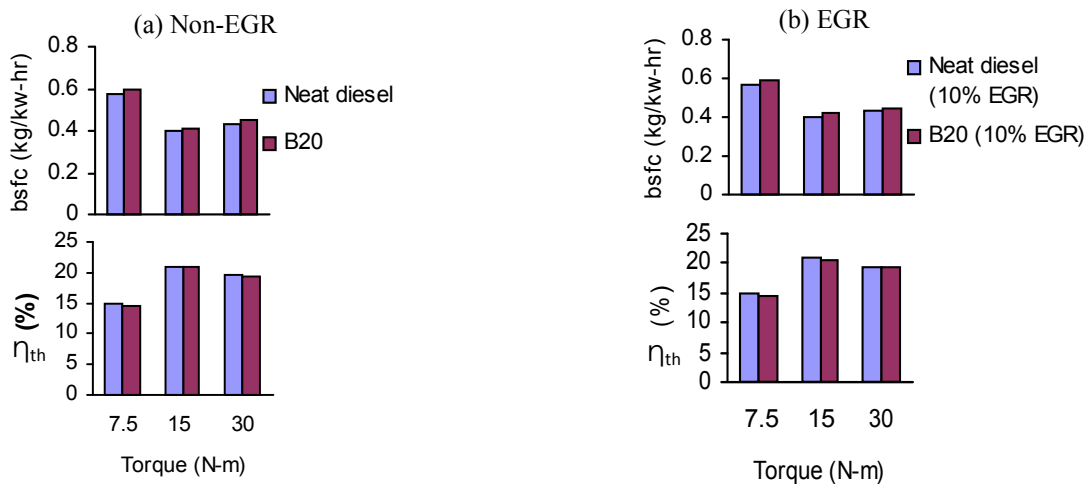 (a) Non-EGR
bsfc (kg/kw-hr)
0.8
0.6
0.4
0.2
0
Neat diesel
B20
ηth (%)
25
20
15
10
5
0
7.5 15 30
Torque (N-m)
(b) EGR
bsfc (kg/kw-hr)
0.8
0.6
0.4
0.2
0
Neat diesel
(10% EGR)
B20 (10% EGR)
ηth (%)
25
20
15
10
5
0
7.5 15 30
Torque (N-m)